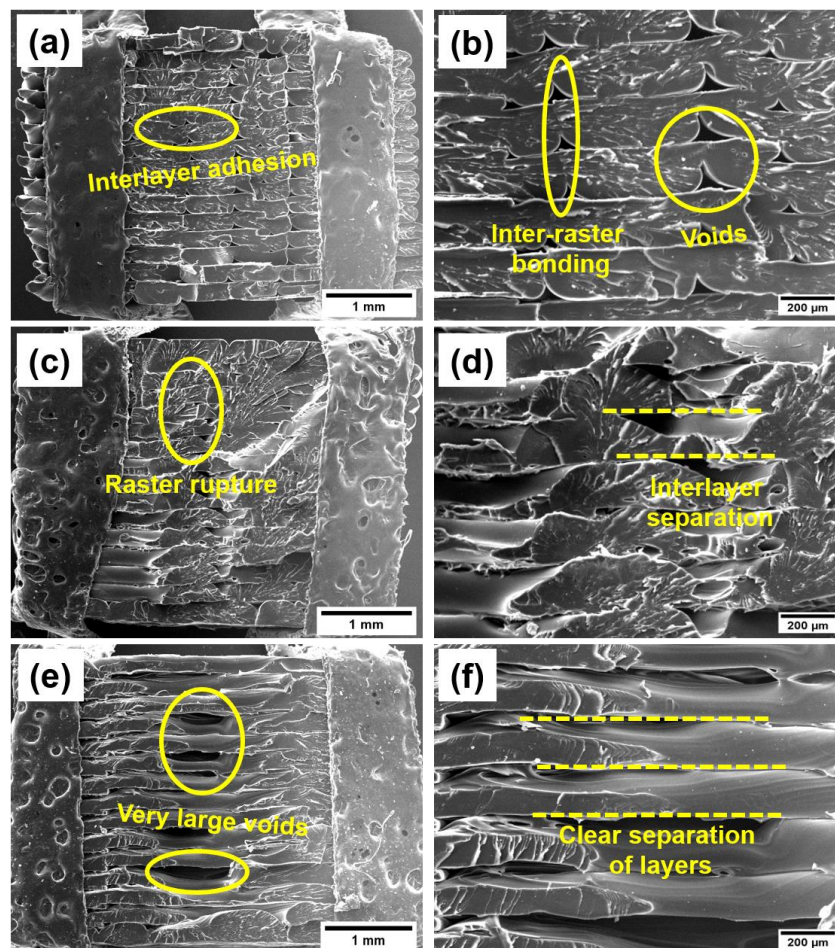 (a)
Interlayer adhesion
1 mm
(b)
Inter-raster
bonding
Voids
200 µm
(c)
Raster rupture
1 mm
(d)
Interlayer
separation
200 µm
(e)
Very large voids
1 mm
(f)
Clear separation
of layers
200 µm